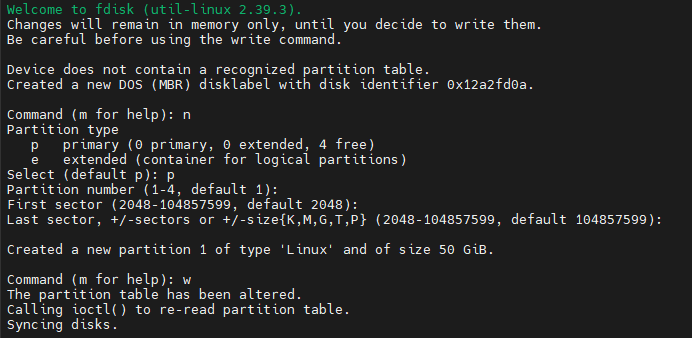 Welcome to fdisk (util-linux 2.39.3).
Changes will remain in memory only, until you decide to write them.
Be careful before using the write command.

Device does not contain a recognized partition table.
Created a new DOS (MBR) disklabel with disk identifier 0x12a2fd0a.

Command (m for help): n
Partition type
   p   primary (0 primary, 0 extended, 4 free)
   e   extended (container for logical partitions)
Select (default p): p
Partition number (1-4, default 1):
First sector (2048-104857599, default 2048):
Last sector, +/-sectors or +/-size{K,M,G,T,P} (2048-104857599, default 104857599):

Created a new partition 1 of type 'Linux' and of size 50 GiB.

Command (m for help): w
The partition table has been altered.
Calling ioctl() to re-read partition table.
Syncing disks.